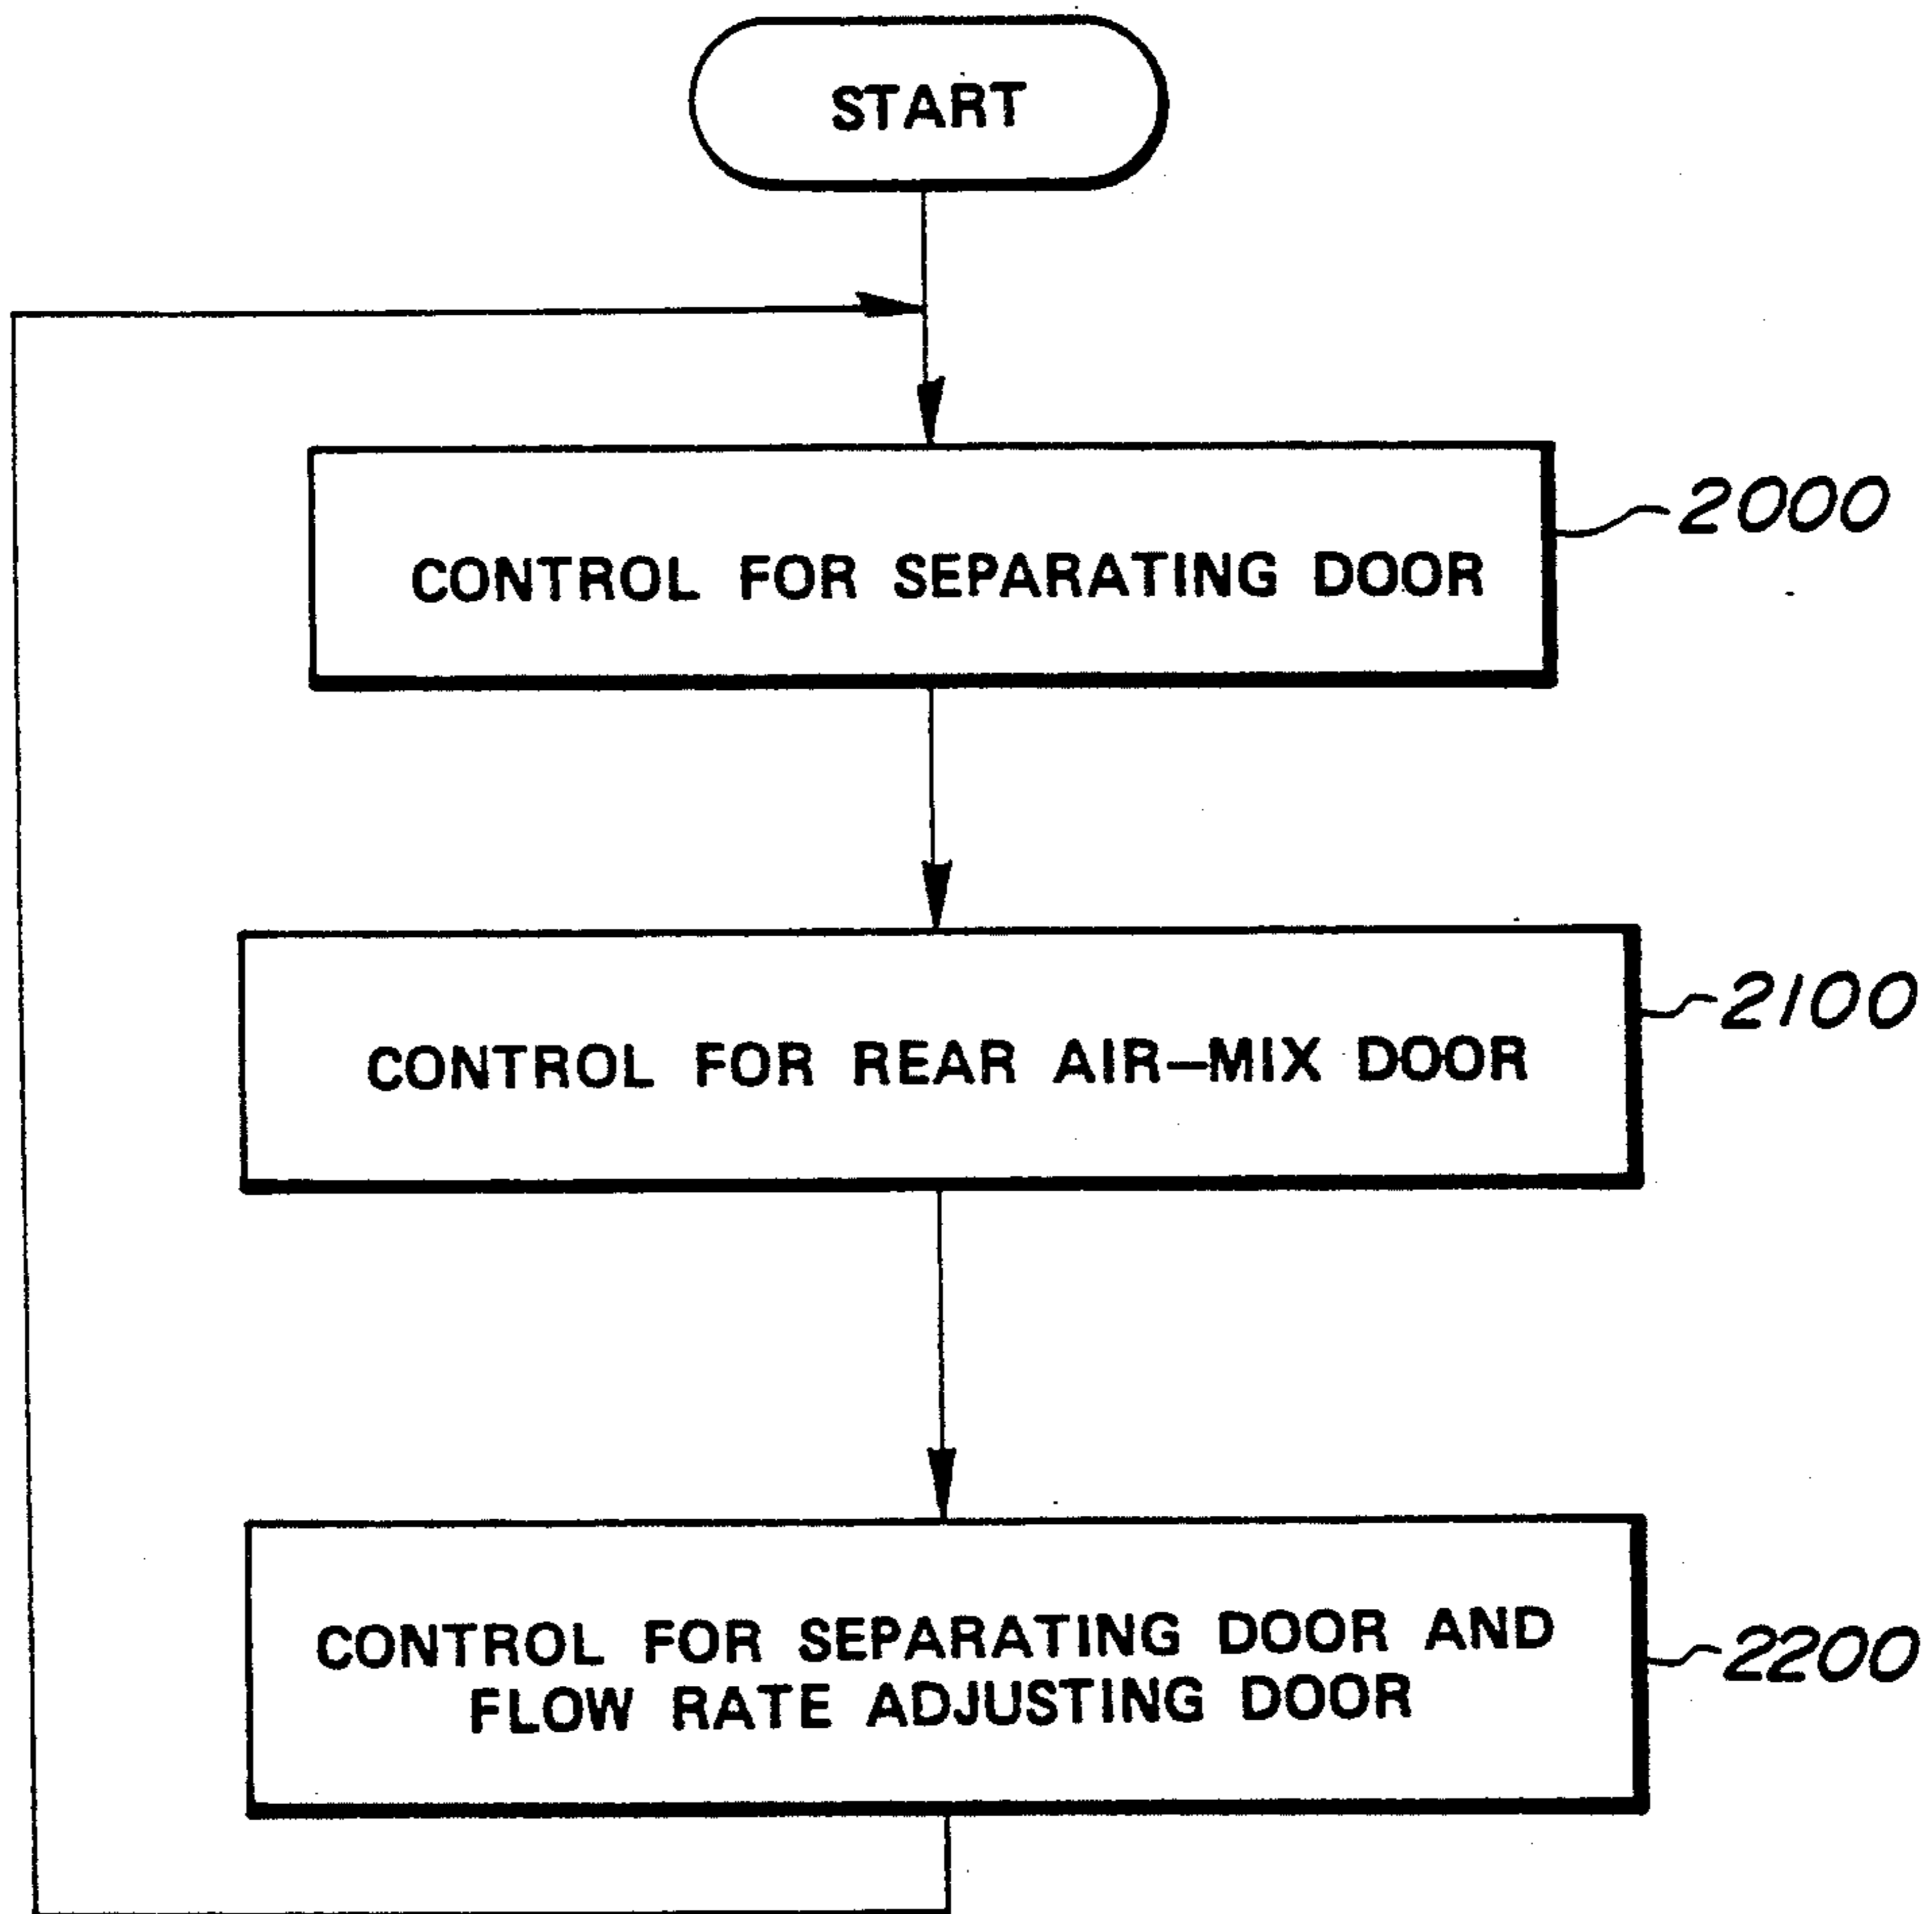 START
2000
CONTROL FOR SEPARATING DOOR
2100
CONTROL FOR REAR AIR-MIX DOOR
CONTROL FOR SEPARATING DOOR AND
2200
FLOW RATE ADJUSTING DOOR